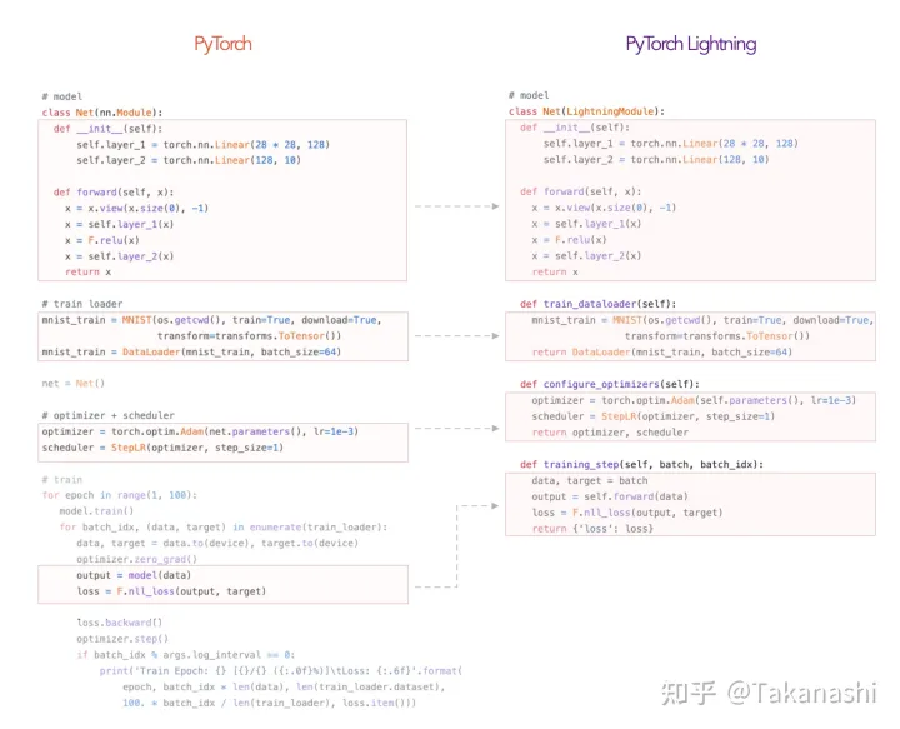 PyTorch
# model
class Net(nn.Module):
def __init__(self):
self.layer_1 = torch.nn.Linear(28 * 28, 128)
self.layer_2 = torch.nn.Linear(128, 10)
def forward(self, x):
x = x.view(x.size(0), -1)
x = self.layer_1(x)
x = F.relu(x)
x = self.layer_2(x)
return x
# train loader
mnist_train = MNIST(os.getcwd(), train=True, download=True,
transform=transforms.ToTensor())
mnist_train = DataLoader(mnist_train, batch_size=64)
net = Net()
# optimizer + scheduler
optimizer = torch.optim.Adam(net.parameters(), lr=1e-3)
scheduler = StepLR(optimizer, step_size=1)
# train
for epoch in range(1, 100):
model.train()
for batch_idx, (data, target) in enumerate(train_loader):
data, target = data.to(device), target.to(device)
optimizer.zero_grad()
output = model(data)
loss = F.nll_loss(output, target)
loss.backward()
optimizer.step()
if batch_idx % args.log_interval == 0:
print("Train Epoch: {} [{}/{} ({:.0f}%)]\tLoss: {:.6f}".format(
epoch, batch_idx * len(data), len(train_loader.dataset),
100. * batch_idx / len(train_loader), loss.item()))
PyTorch Lightning
# model
class Net(LightningModule):
def __init__(self):
self.layer_1 = torch.nn.Linear(28 * 28, 128)
self.layer_2 = torch.nn.Linear(128, 10)
def forward(self, x):
x = x.view(x.size(0), -1)
x = self.layer_1(x)
x = F.relu(x)
x = self.layer_2(x)
return x
def train_dataloader(self):
mnist_train = MNIST(os.getcwd(), train=True, download=True,
transform=transforms.ToTensor())
return DataLoader(mnist_train, batch_size=64)
def configure_optimizers(self):
optimizer = torch.optim.Adam(self.parameters(), lr=1e-3)
scheduler = StepLR(optimizer, step_size=1)
return optimizer, scheduler
def training_step(self, batch, batch_idx):
data, target = batch
output = self.forward(data)
loss = F.nll_loss(output, target)
return {'loss': loss}
知乎 @Takanashi